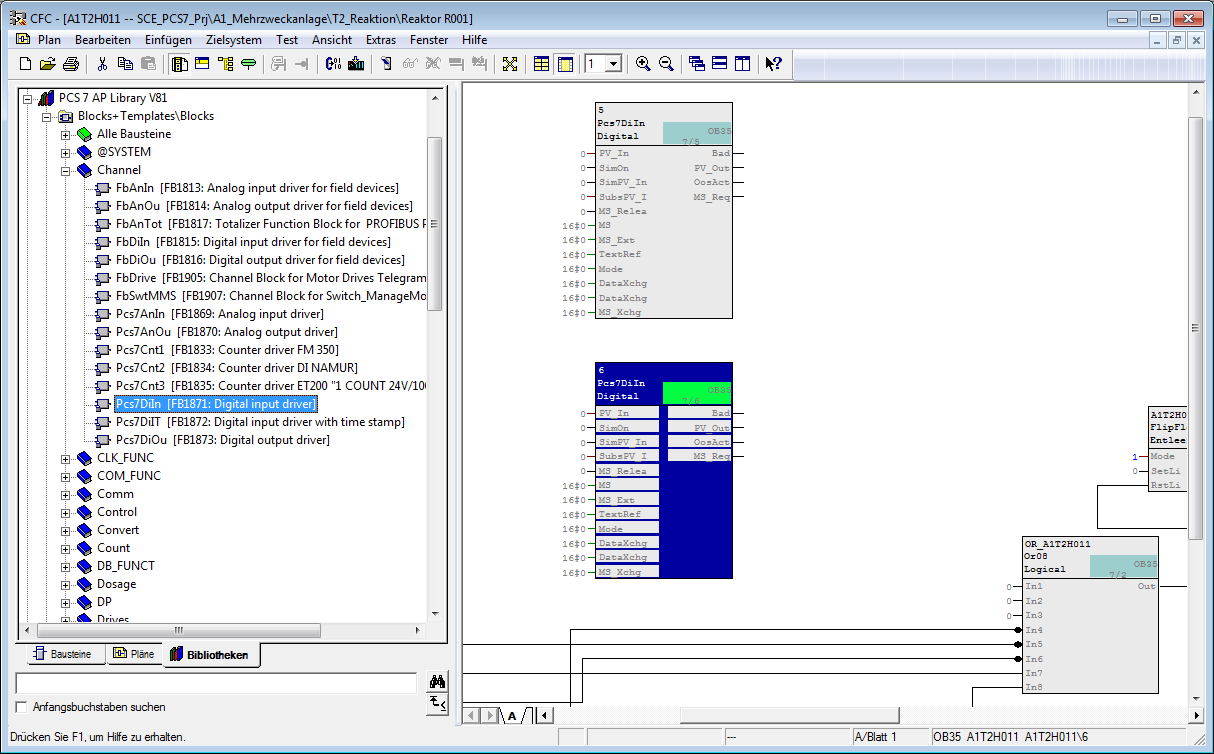 CFC - [A1T2H011 -- SCE_PCS7_Prj\A1_Mehrzweckanlage\T2_Reaktion\Reaktor R001]
Plan Bearbeiten Einfügen Zielsystem Test Ansicht Extras Fenster Hilfe
1
PCS 7 AP Library V81
Blocks+Templates\Blocks
Alle Bausteine
@SYSTEM
Channel
FbAnIn [FB1813: Analog input driver for field devices]
FbAnOu [FB1814: Analog output driver for field devices]
FbAnTot [FB1817: Totalizer Function Block for PROFIBUS P
FbDiIn [FB1815: Digital input driver for field devices]
FbDiOu [FB1816: Digital output driver for field devices]
FbDrive [FB1905: Channel Block for Motor Drives Telegram
FbSwtMMS [FB1907: Channel Block for Switch_ManageMo
Pcs7AnIn [FB1869: Analog input driver]
Pcs7AnOu [FB1870: Analog output driver]
Pcs7Cnt1 [FB1833: Counter driver FM 350]
Pcs7Cnt2 [FB1834: Counter driver DI NAMUR]
Pcs7Cnt3 [FB1835: Counter driver ET200 "1 COUNT 24V/100
Pcs7DiIn [FB1871: Digital input driver]
Pcs7DiIT [FB1872: Digital input driver with time stamp]
Pcs7DiOu [FB1873: Digital output driver]
CLK_FUNC
COM_FUNC
Comm
Control
Convert
Count
DB_FUNCT
Dosage
DP
Drives
Bausteine Pläne Bibliotheken
Anfangsbuchstaben suchen
5
Pcs7DiIn
Digital OB35
7/5
0 PV_In Bad
0 SimOn PV_Out
0 SimPV_In OosAct
0 SubsPV_I MS_Req
0 MS_Relea
16#0 MS
16#0 MS_Ext
16#0 TextRef
16#0 Mode
16#0 DataXchg
16#0 DataXchg
16#0 MS_Xchg
6
Pcs7DiIn
Digital OB35
7/6
0 PV_In Bad
0 SimOn PV_Out
0 SimPV_In OosAct
0 SubsPV_I MS_Req
0 MS_Relea
16#0 MS
16#0 MS_Ext
16#0 TextRef
16#0 Mode
16#0 DataXchg
16#0 DataXchg
16#0 MS_Xchg
A1T2H0
FlipFl
Entlee
1 Mode
0 SetLi
RstLi
OR_A1T2H011
Or08
Logical OB35
7/2
0 In1 Out
0 In2
0 In3
In4
In5
In6
In7
In8
A
Drücken Sie F1, um Hilfe zu erhalten.
--- A/Blatt 1 OB35 A1T2H011 A1T2H011\6